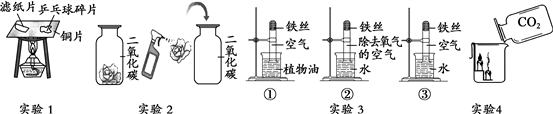 滤纸片 乒乓球碎片
铜片
实验1
二氧化碳
二氧化碳
实验2
铁丝
空气
植物油
①
铁丝
除去氧气的空气
水
②
铁丝
空气
水
③
实验3
CO₂
实验4